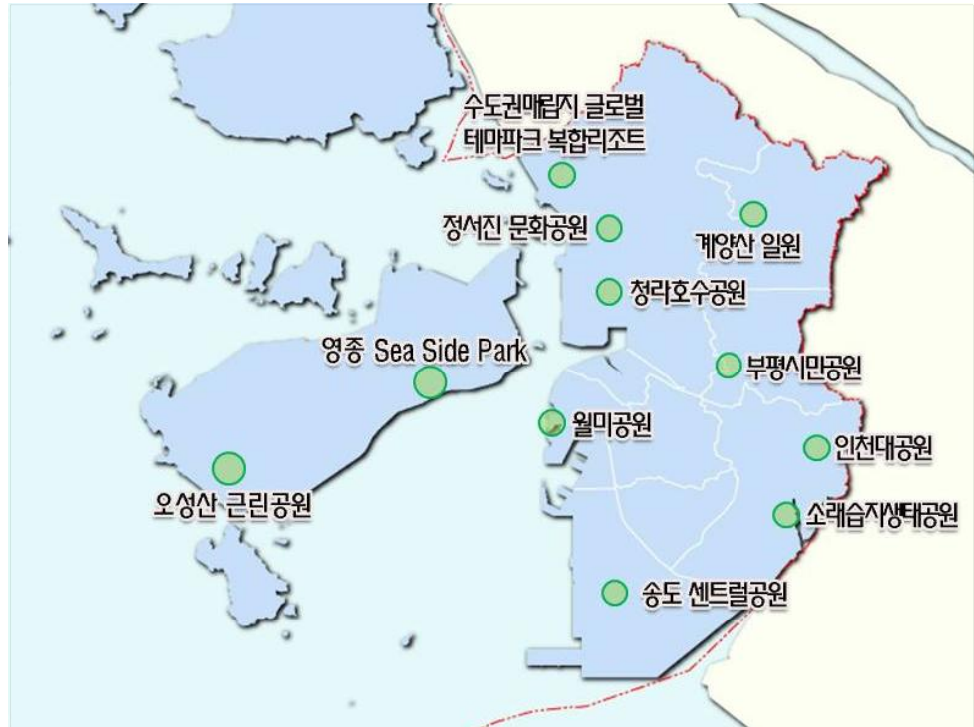 수도권매립지 글로벌
테마파크 복합리조트
정서진 문화공원
계양산 일원
청라호수공원
영종 Sea Side Park
부평시민공원
월미공원
인천대공원
오성산 근린공원
소래습지생태공원
송도 센트럴공원